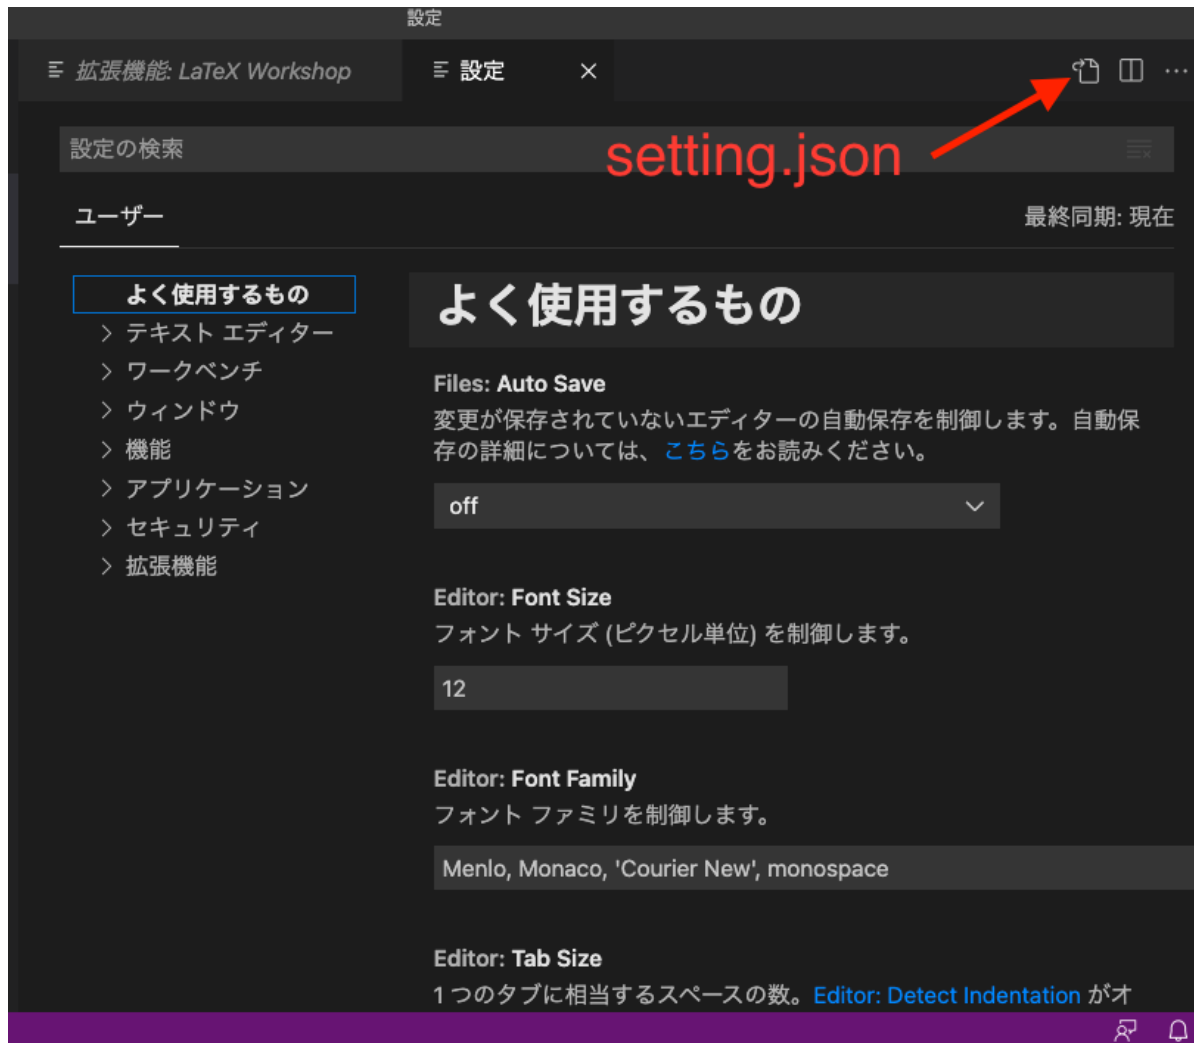 設定
拡張機能: LaTeX Workshop
設定
設定の検索
setting.json
ユーザー
最終同期: 現在
よく使用するもの
テキスト エディター
ワークベンチ
ウィンドウ
機能
アプリケーション
セキュリティ
拡張機能
よく使用するもの
Files: Auto Save
変更が保存されていないエディターの自動保存を制御します。自動保
存の詳細については、こちらをお読みください。
off
Editor: Font Size
フォント サイズ (ピクセル単位) を制御します。
12
Editor: Font Family
フォント ファミリを制御します。
Menlo, Monaco, 'Courier New', monospace
Editor: Tab Size
1 つのタブに相当するスペースの数。Editor: Detect Indentation がオ